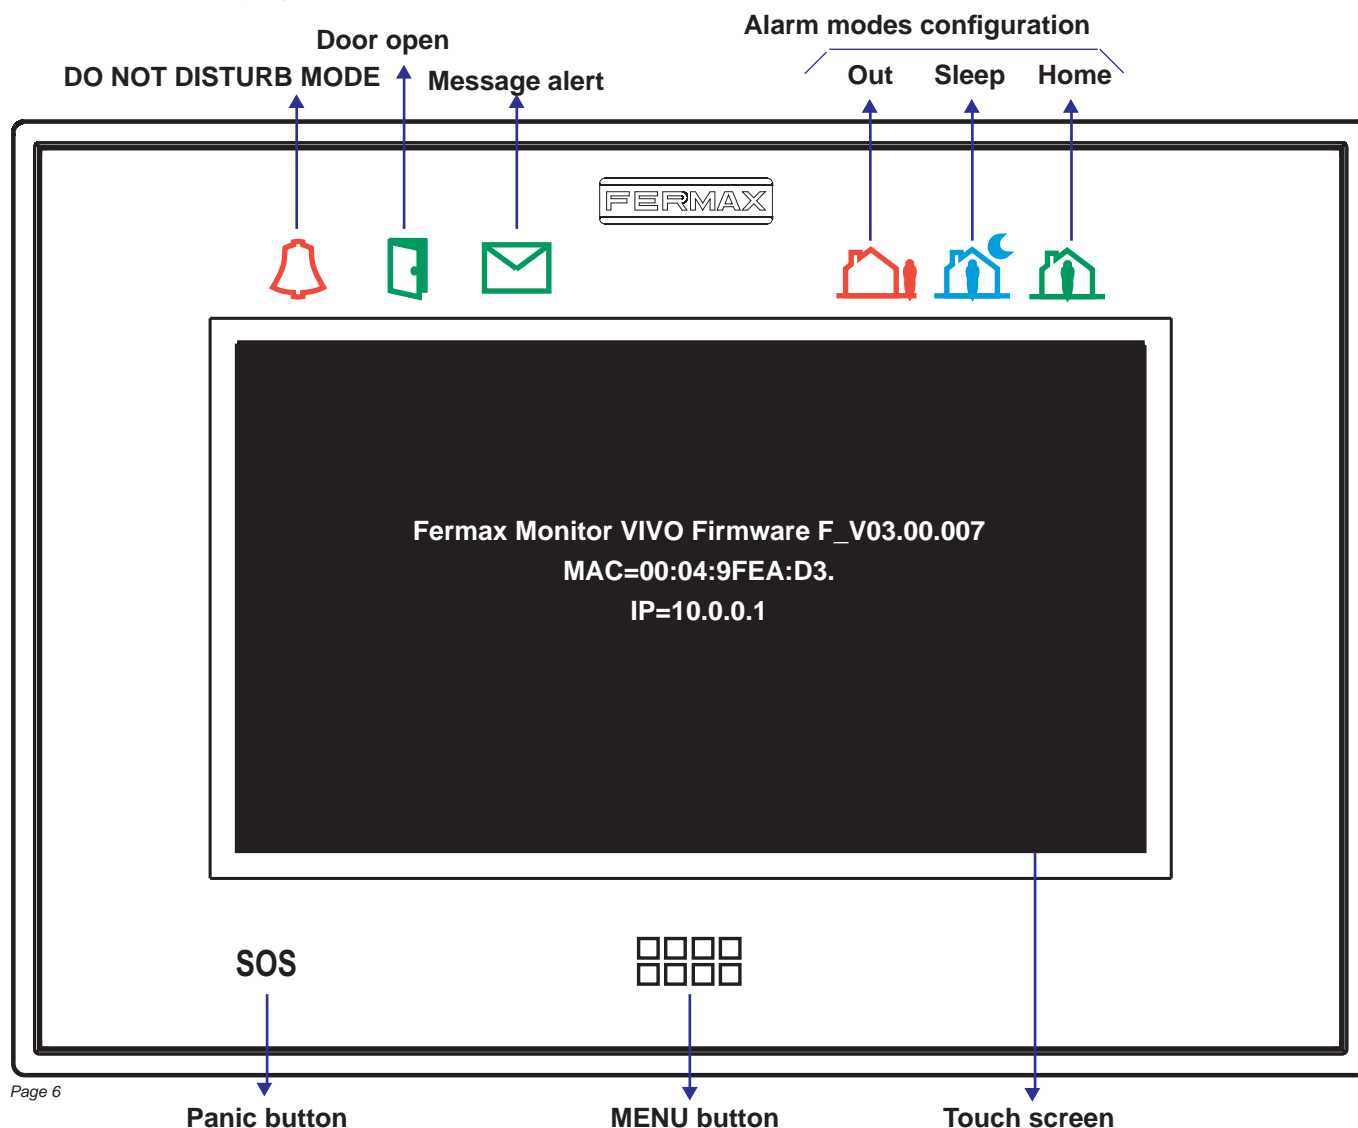 Alarm modes configuration
Door open
DO NOT DISTURB MODE
Message alert
Out Sleep Home
FERMAX
Fermax Monitor VIVO Firmware F_V03.00.007
MAC=00:04:9FEA:D3.
IP=10.0.0.1
SOS
Page 6
Panic button
MENU button
Touch screen